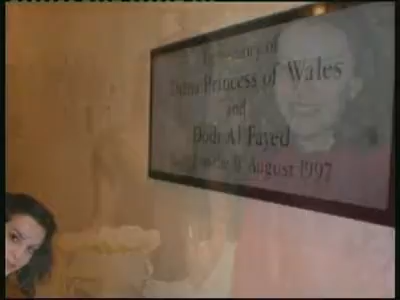 In memory of
Diana Princess of Wales
and
Dodi Al Fayed
August 1997